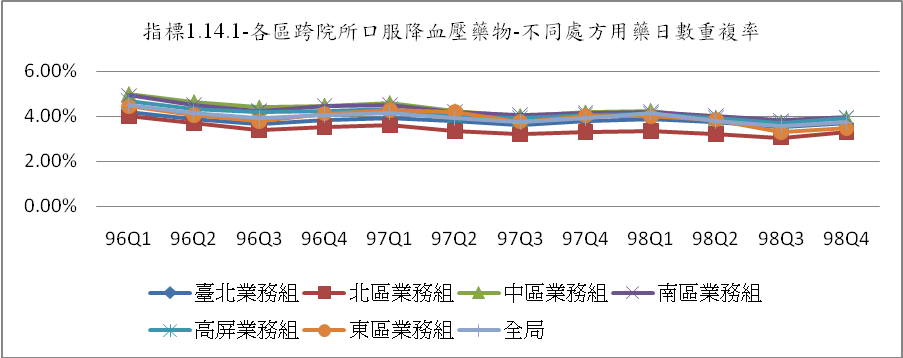 指標1.14.1-各區跨院所口服降血壓藥物-不同處方用藥日數重複率
6.00%
4.00%
2.00%
0.00%
96Q1 96Q2 96Q3 96Q4 97Q1 97Q2 97Q3 97Q4 98Q1 98Q2 98Q3 98Q4
臺北業務組 北區業務組 中區業務組 南區業務組
高屏業務組 東區業務組 全局